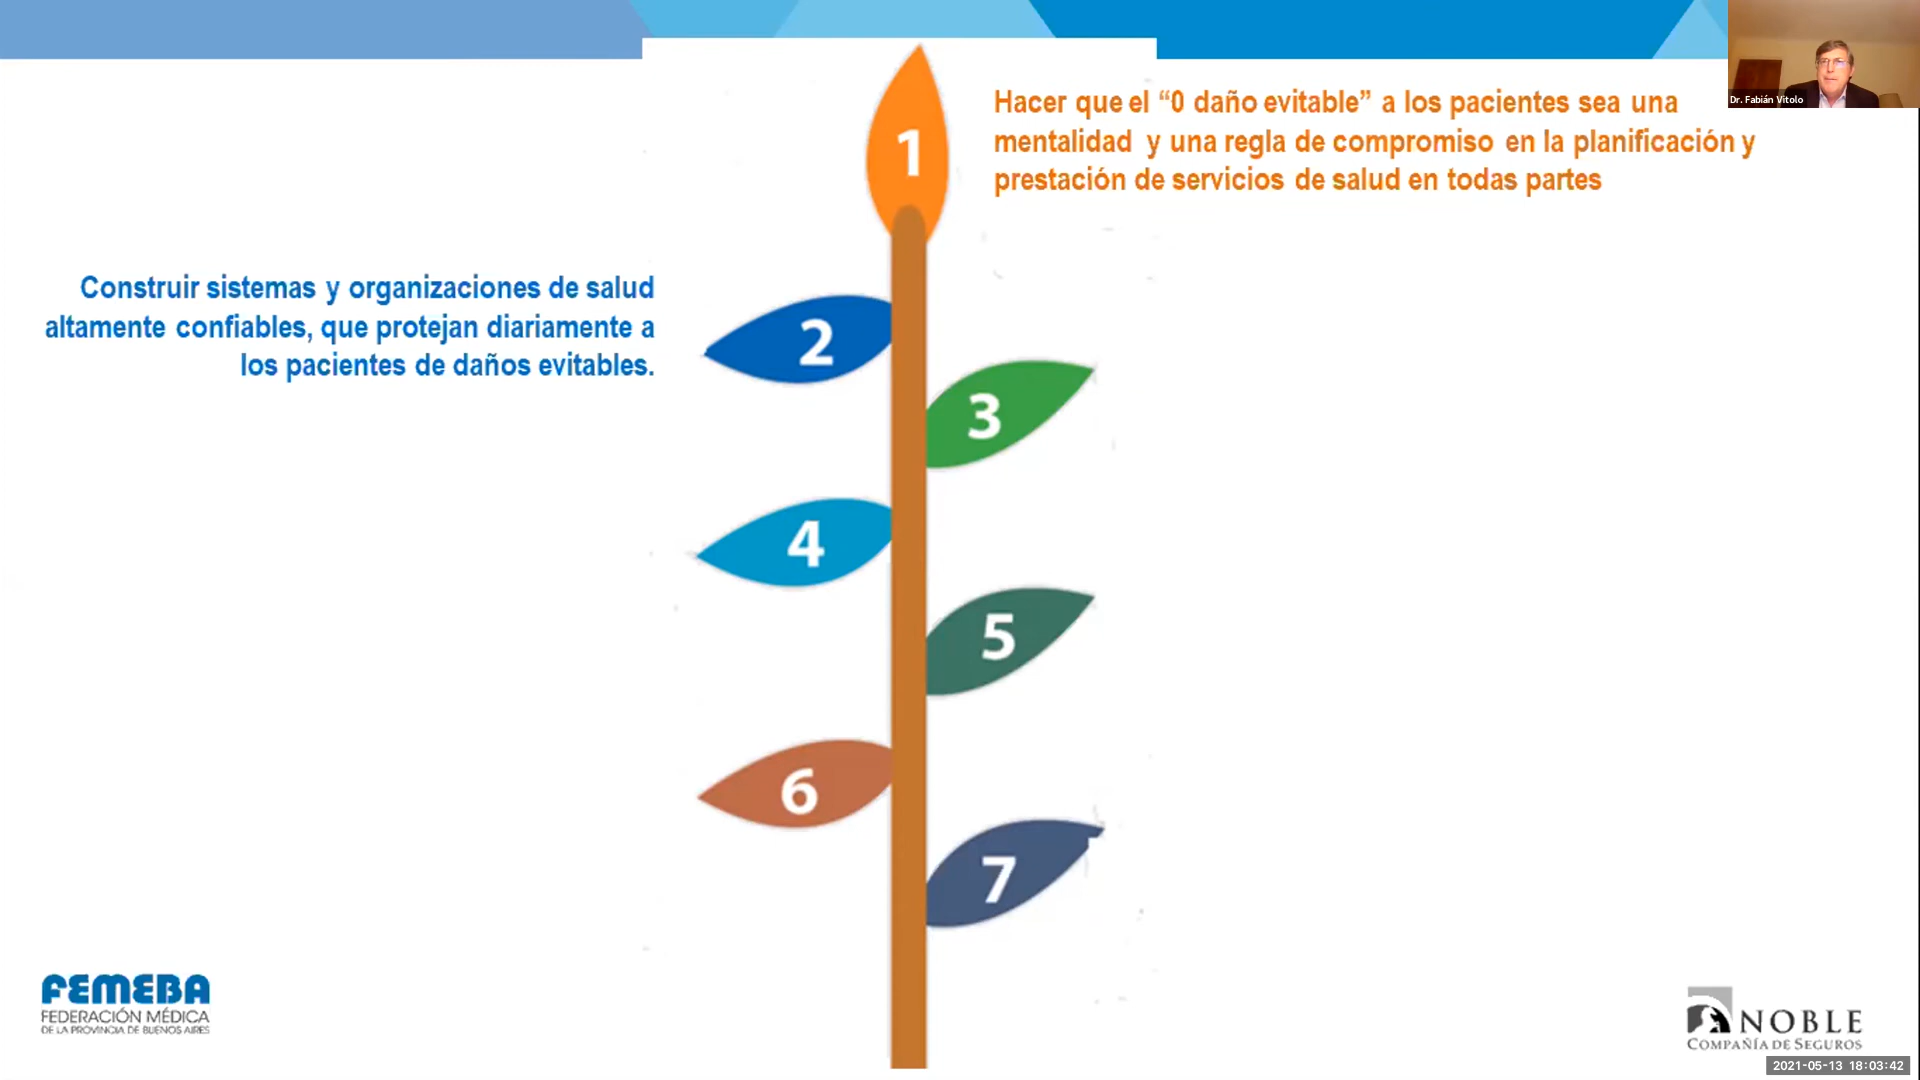 Dr. Fabián Vitolo
1
Hacer que el “0 daño evitable” a los pacientes sea una
mentalidad y una regla de compromiso en la planificación y
prestación de servicios de salud en todas partes
Construir sistemas y organizaciones de salud
altamente confiables, que protejan diariamente a
los pacientes de daños evitables.
2
3
4
5
6
7
FEMEBA
FEDERACIÓN MÉDICA
DE LA PROVINCIA DE BUENOS AIRES
NOBLE
COMPAÑÍA DE SEGUROS
2021-05-13 18:03:42